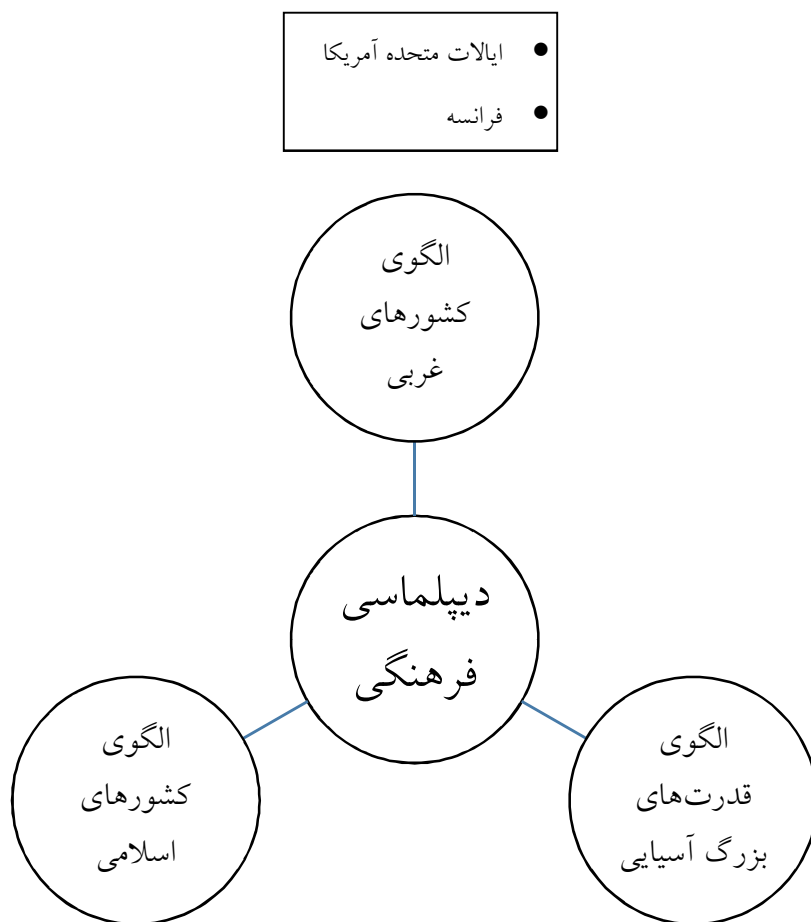 ● ایالات متحده آمریکا
● فرانسه
الگوی
کشورهای
غربی
دیپلماسی
فرهنگی
الگوی
قدرت‌های
بزرگ آسیایی
الگوی
کشورهای
اسلامی